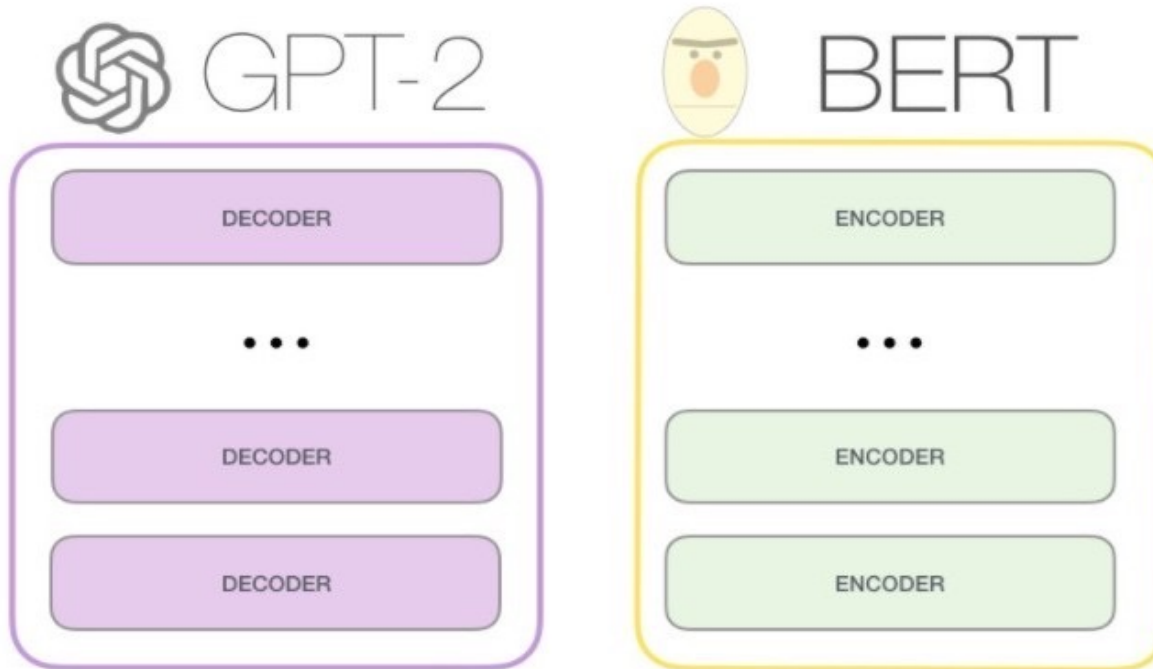 GPT-2
DECODER
• • •
DECODER
DECODER
BERT
ENCODER
• • •
ENCODER
ENCODER